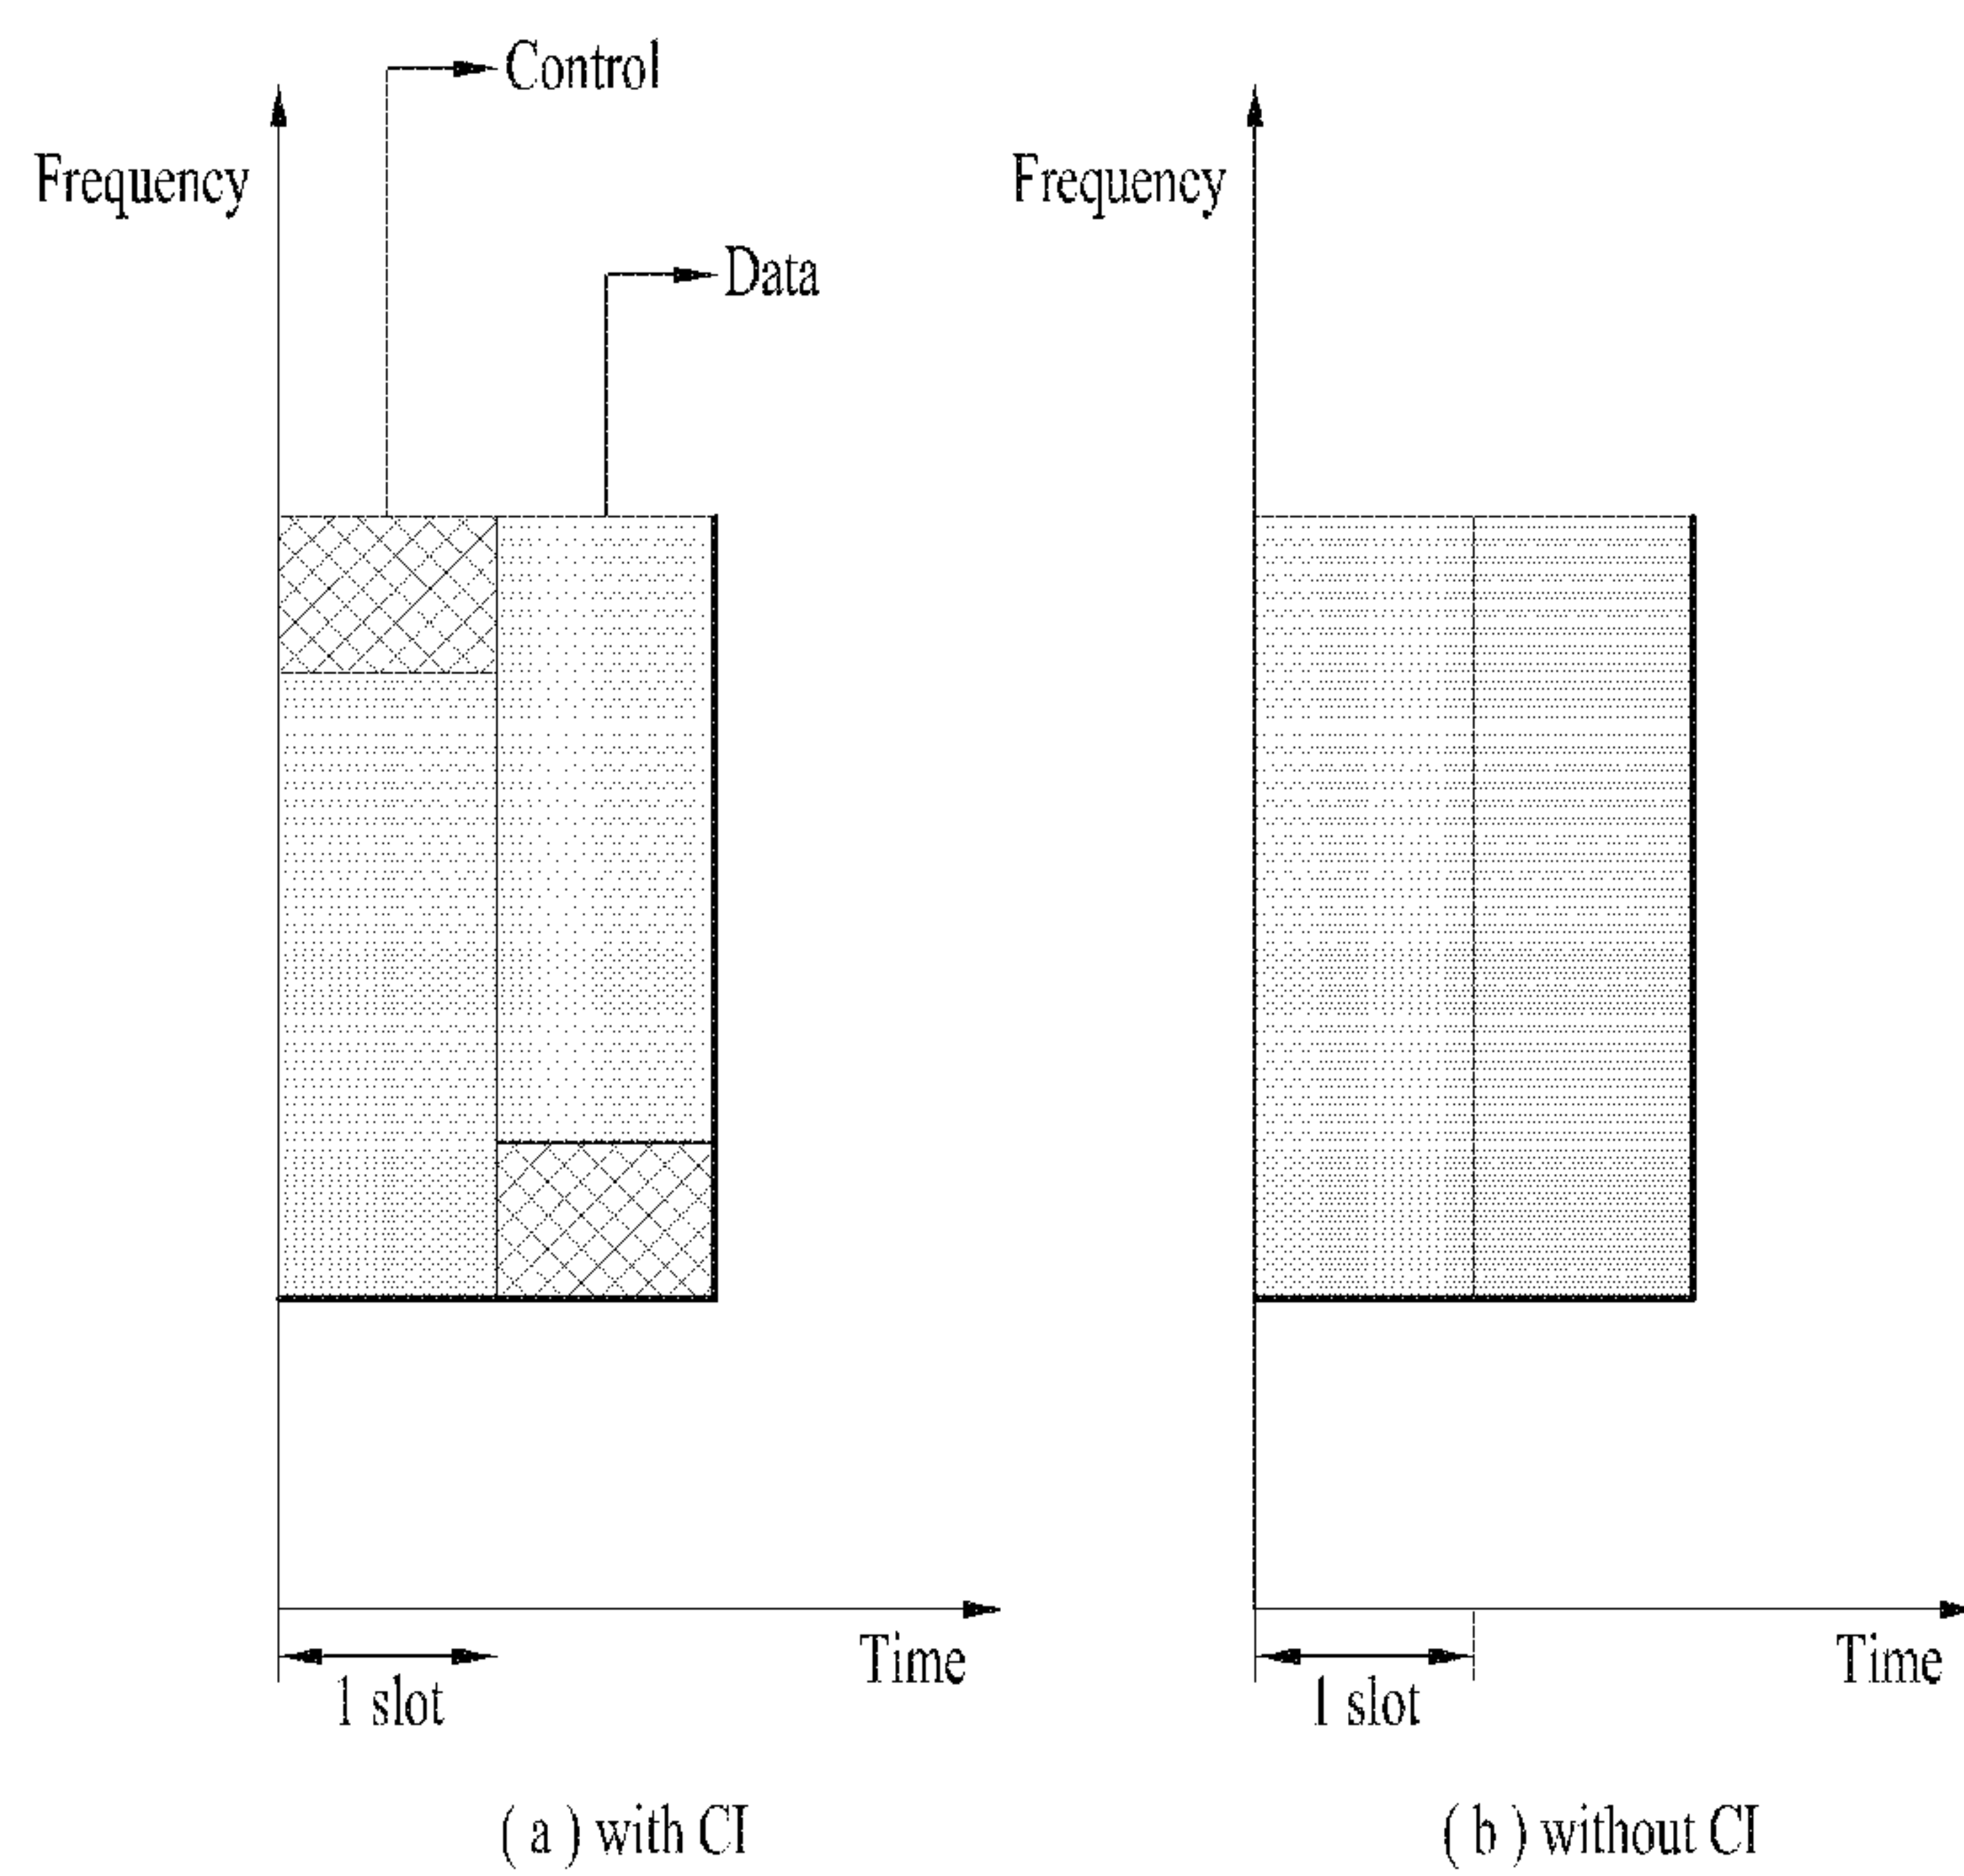 Control
Frequency
Data
Time
1 slot
( a ) with CI
Frequency
Time
1 slot
( b ) without CI